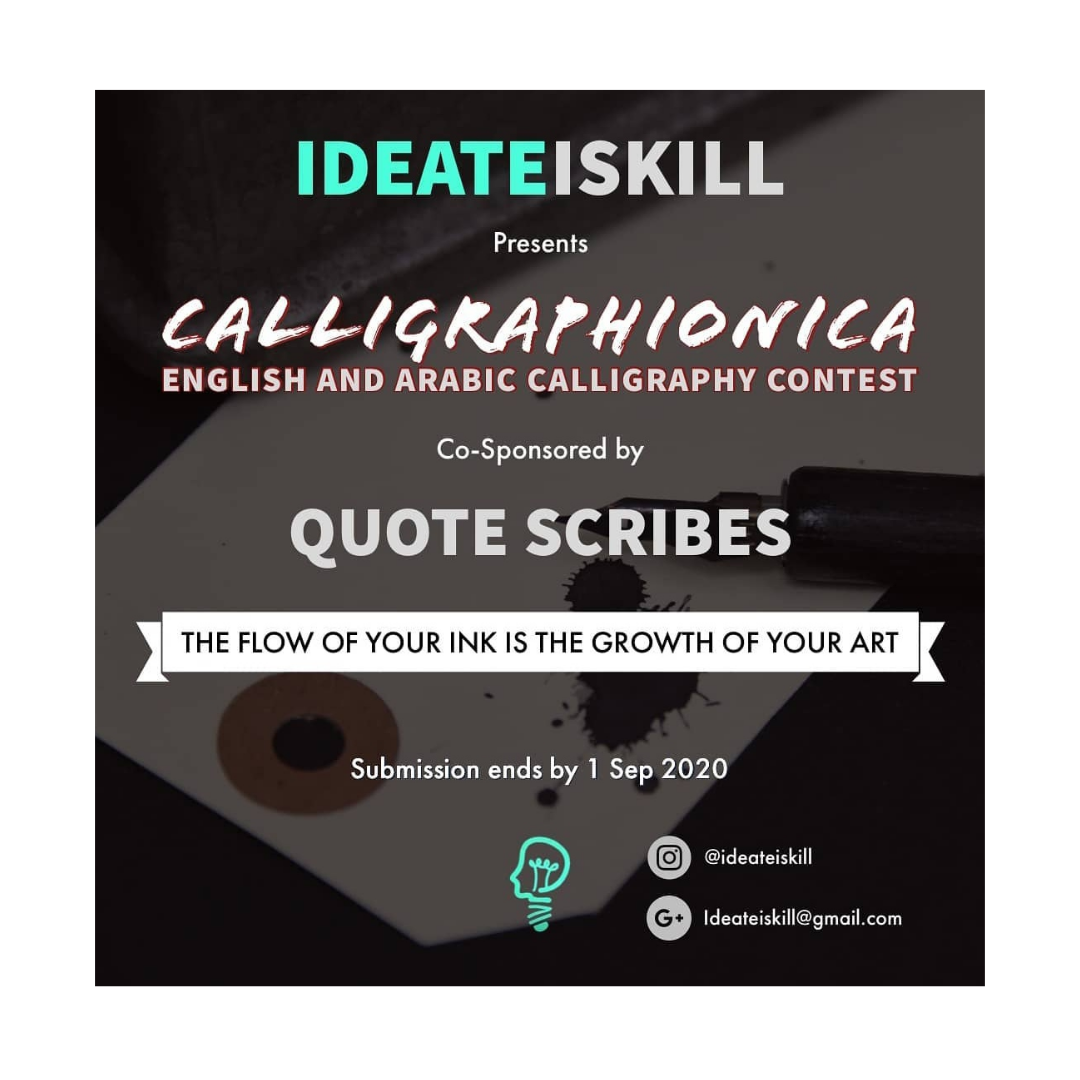 IDEATEISKILL
Presents
CALLIGRAPHIONICA
ENGLISH AND ARABIC CALLIGRAPHY CONTEST
Co-Sponsored by
QUOTE SCRIBES
THE FLOW OF YOUR INK IS THE GROWTH OF YOUR ART
Submission ends by 1 Sep 2020
@ideateiskill
G+ Ideateiskill@gmail.com